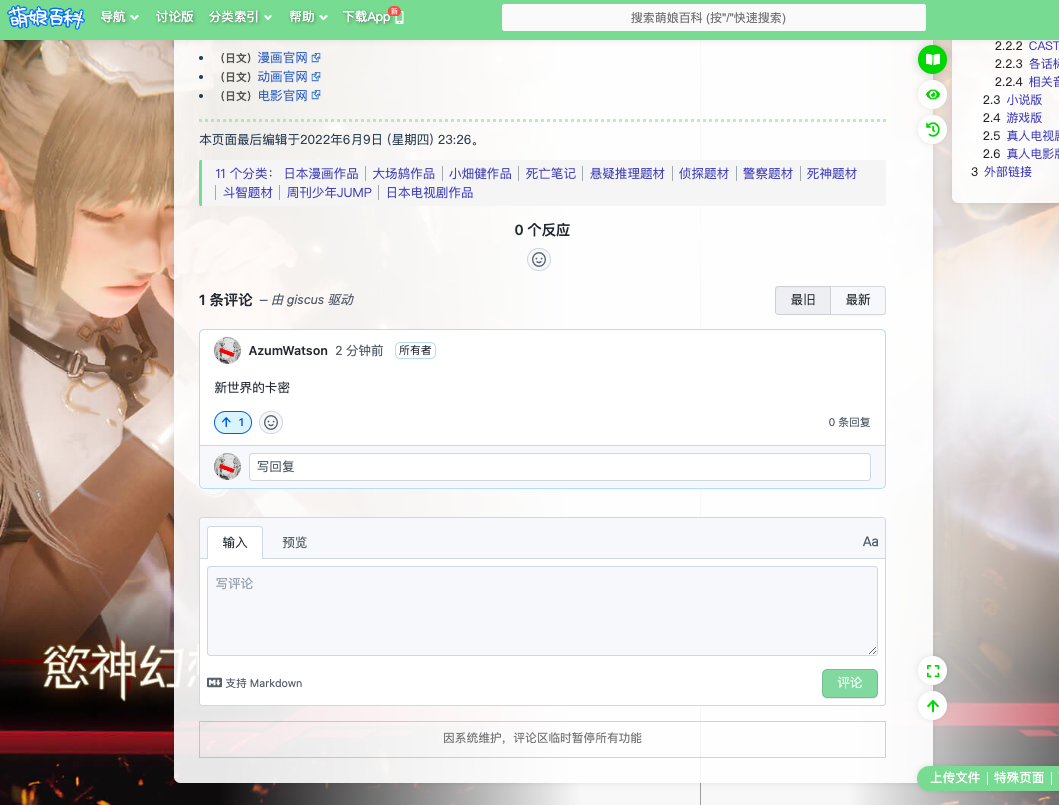 萌娘百科 导航 讨论版 分类索引 帮助 下载App 新 搜索萌娘百科 (按"/"快速搜索)
2.2.2 CAST
(日文) 漫画官网
2.2.3
(日文) 动画官网
2.2.4
(日文) 电影官网
2.3 小说版
2.4 游戏版
2.5
2.6
3 外部链接
本页面最后编辑于2022年6月9日 (星期四) 23:26。
11 个分类： 日本漫画作品 | 大场鸫作品 | 小畑健作品 | 死亡笔记 | 悬疑推理题材 | 侦探题材 | 警察题材 | 死神题材
| 斗智题材 | 周刊少年JUMP | 日本电视剧作品
0 个反应
1 条评论 – 由 giscus 驱动
最旧 最新
AzumWatson 2 分钟前 所有者
新世界的卡密
1
0 条回复
写回复
输入 预览 Aa
写评论
慾神幻
支持 Markdown
评论
因系统维护，评论区临时暂停所有功能
上传文件 | 特殊页面 |